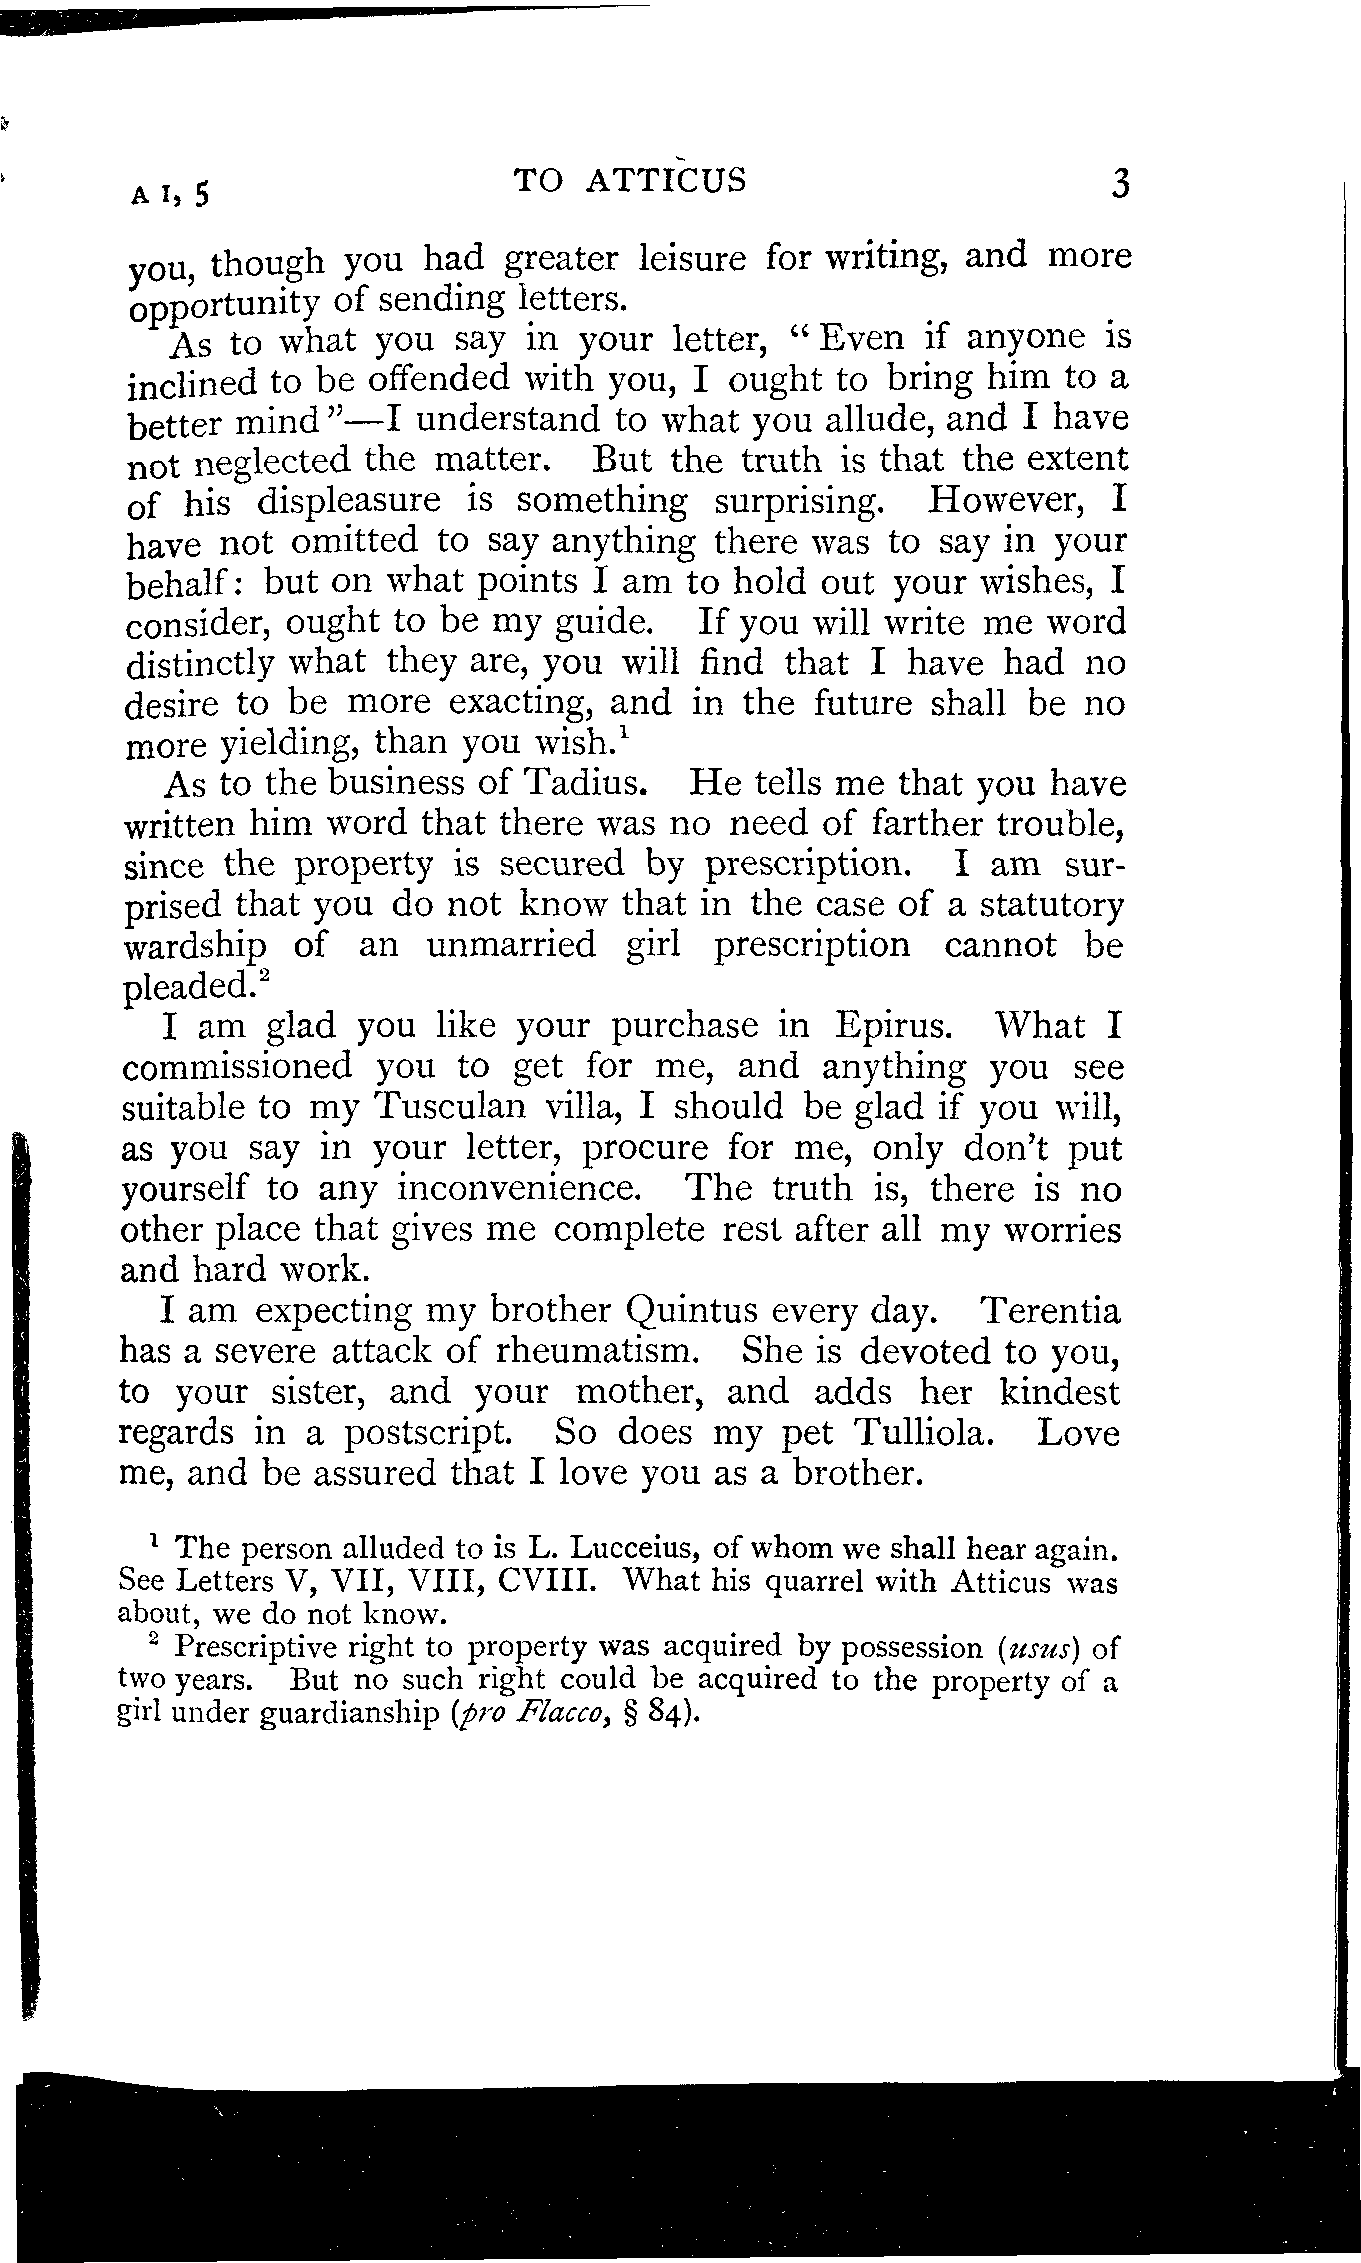 A I, 5 TO ATTICUS 3
you, though you had greater leisure for writing, and more
opportunity of sending letters.
As to what you say in your letter, “ Even if anyone is
inclined to be offended with you, I ought to bring him to a
better mind ”—I understand to what you allude, and I have
not neglected the matter. But the truth is that the extent
of his displeasure is something surprising. However, I
have not omitted to say anything there was to say in your
behalf: but on what points I am to hold out your wishes, I
consider, ought to be my guide. If you will write me word
distinctly what they are, you will find that I have had no
desire to be more exacting, and in the future shall be no
more yielding, than you wish.¹
As to the business of Tadius. He tells me that you have
written him word that there was no need of farther trouble,
since the property is secured by prescription. I am sur-
prised that you do not know that in the case of a statutory
wardship of an unmarried girl prescription cannot be
pleaded.²
I am glad you like your purchase in Epirus. What I
commissioned you to get for me, and anything you see
suitable to my Tusculan villa, I should be glad if you will,
as you say in your letter, procure for me, only don’t put
yourself to any inconvenience. The truth is, there is no
other place that gives me complete rest after all my worries
and hard work.
I am expecting my brother Quintus every day. Terentia
has a severe attack of rheumatism. She is devoted to you,
to your sister, and your mother, and adds her kindest
regards in a postscript. So does my pet Tulliola. Love
me, and be assured that I love you as a brother.
¹ The person alluded to is L. Lucceius, of whom we shall hear again.
See Letters V, VII, VIII, CVIII. What his quarrel with Atticus was
about, we do not know.
² Prescriptive right to property was acquired by possession (usus) of
two years. But no such right could be acquired to the property of a
girl under guardianship (pro Flacco, § 84).